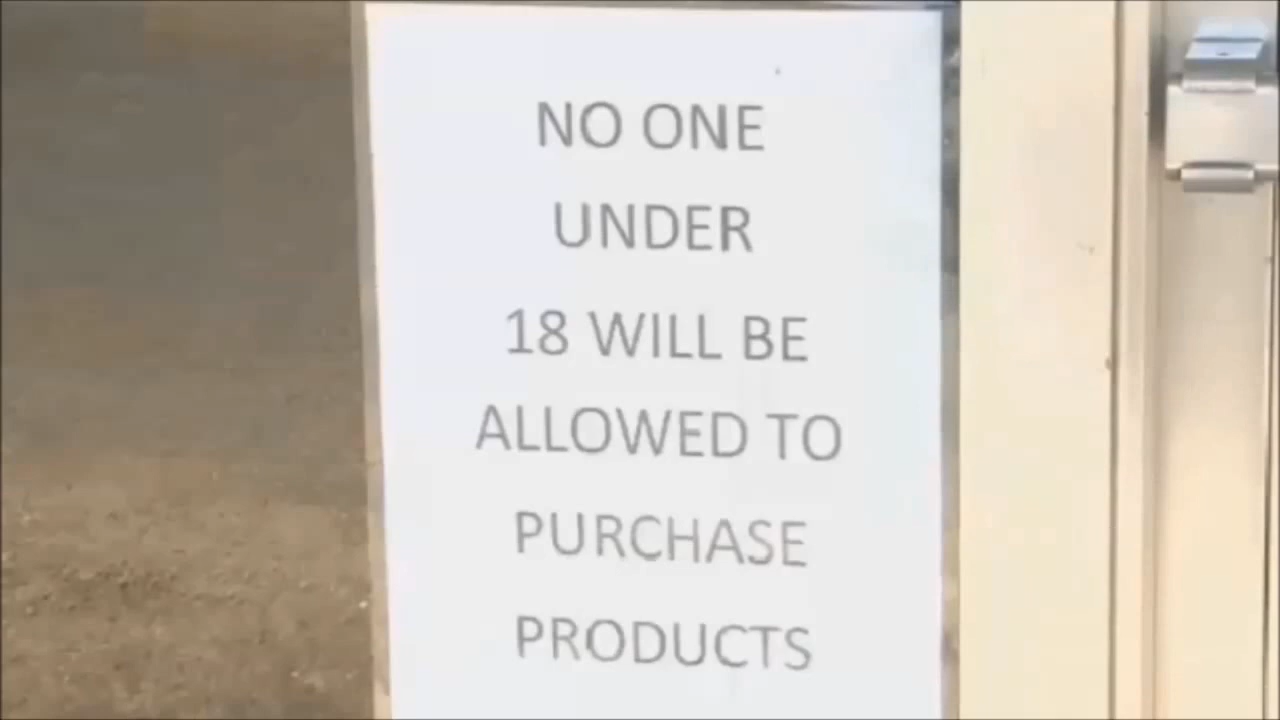 NO ONE
UNDER
18 WILL BE
ALLOWED TO
PURCHASE
PRODUCTS